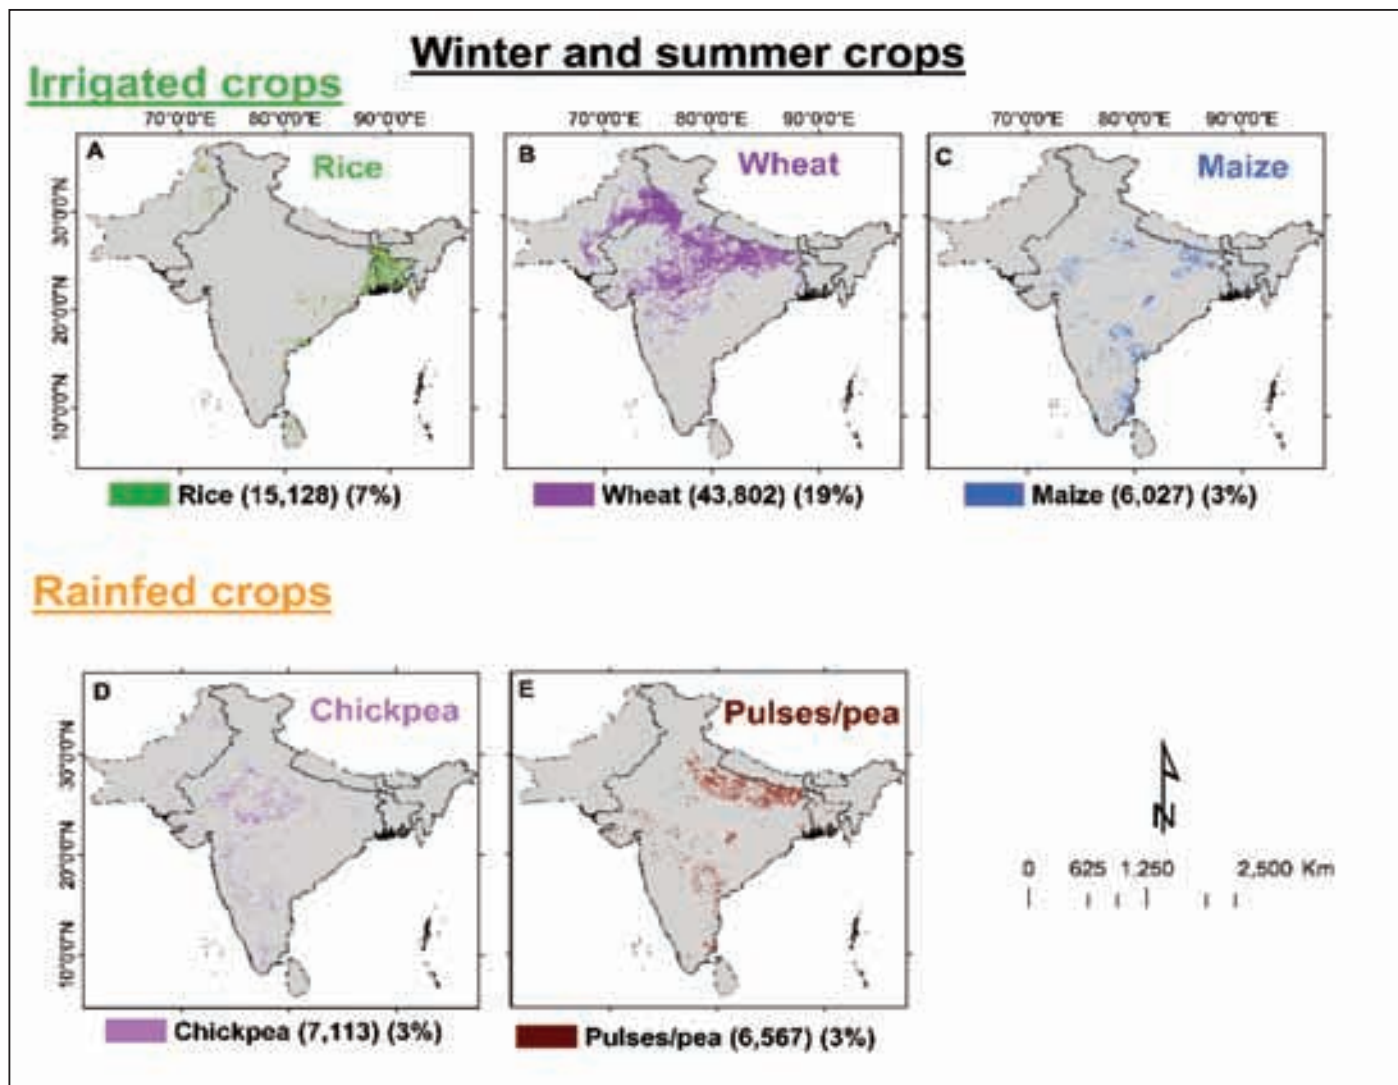 Winter and summer crops
Irrigated crops
70°0'0"E 80°0'0"E 90°0'0"E
70°0'0"E 80°0'0"E 90°0'0"E
80°0'0"E 90°0'0"E
A
Rice
B
Wheat
C
Maize
30°0'0"N
20°0'0"N
10°0'0"N
Rice (15,128) (7%)
Wheat (43,802) (19%)
Maize (6,027) (3%)
Rainfed crops
D
Chickpea
E
Pulses/pea
30°0'0"N
20°0'0"N
10°0'0"N
N
0 625 1.250 2,500 Km
Chickpea (7,113) (3%)
Pulses/pea (6,567) (3%)